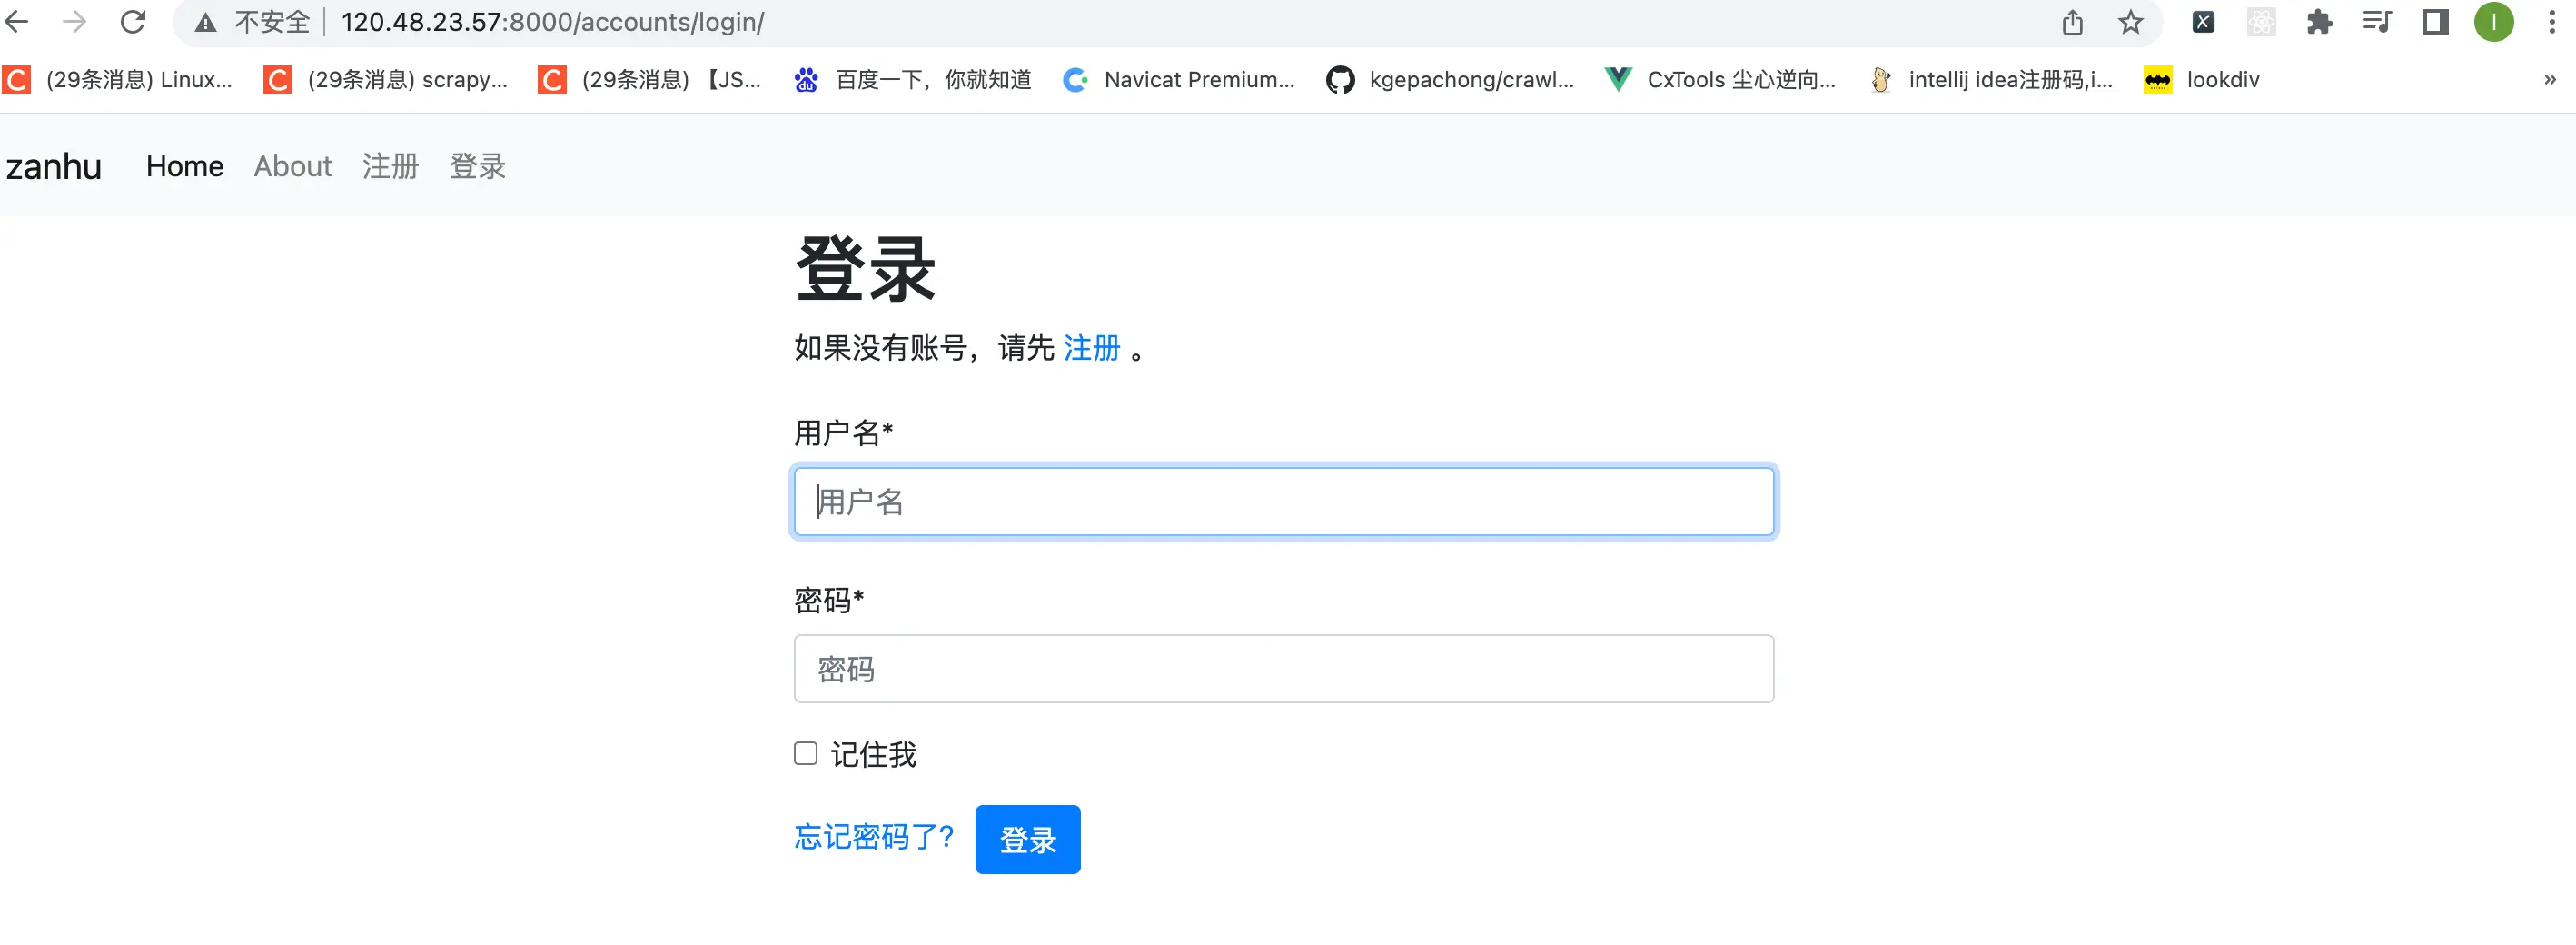 不安全 120.48.23.57:8000/accounts/login/
(29条消息) Linux... (29条消息) scrapy... (29条消息) 【JS... 百度一下，你就知道 Navicat Premium... kgepachong/crawl... CxTools 尘心逆向... intellij idea注册码,i... lookdiv »
zanhu Home About 注册 登录
登录
如果没有账号，请先 注册 。
用户名*
用户名
密码*
密码
记住我
忘记密码了? 登录